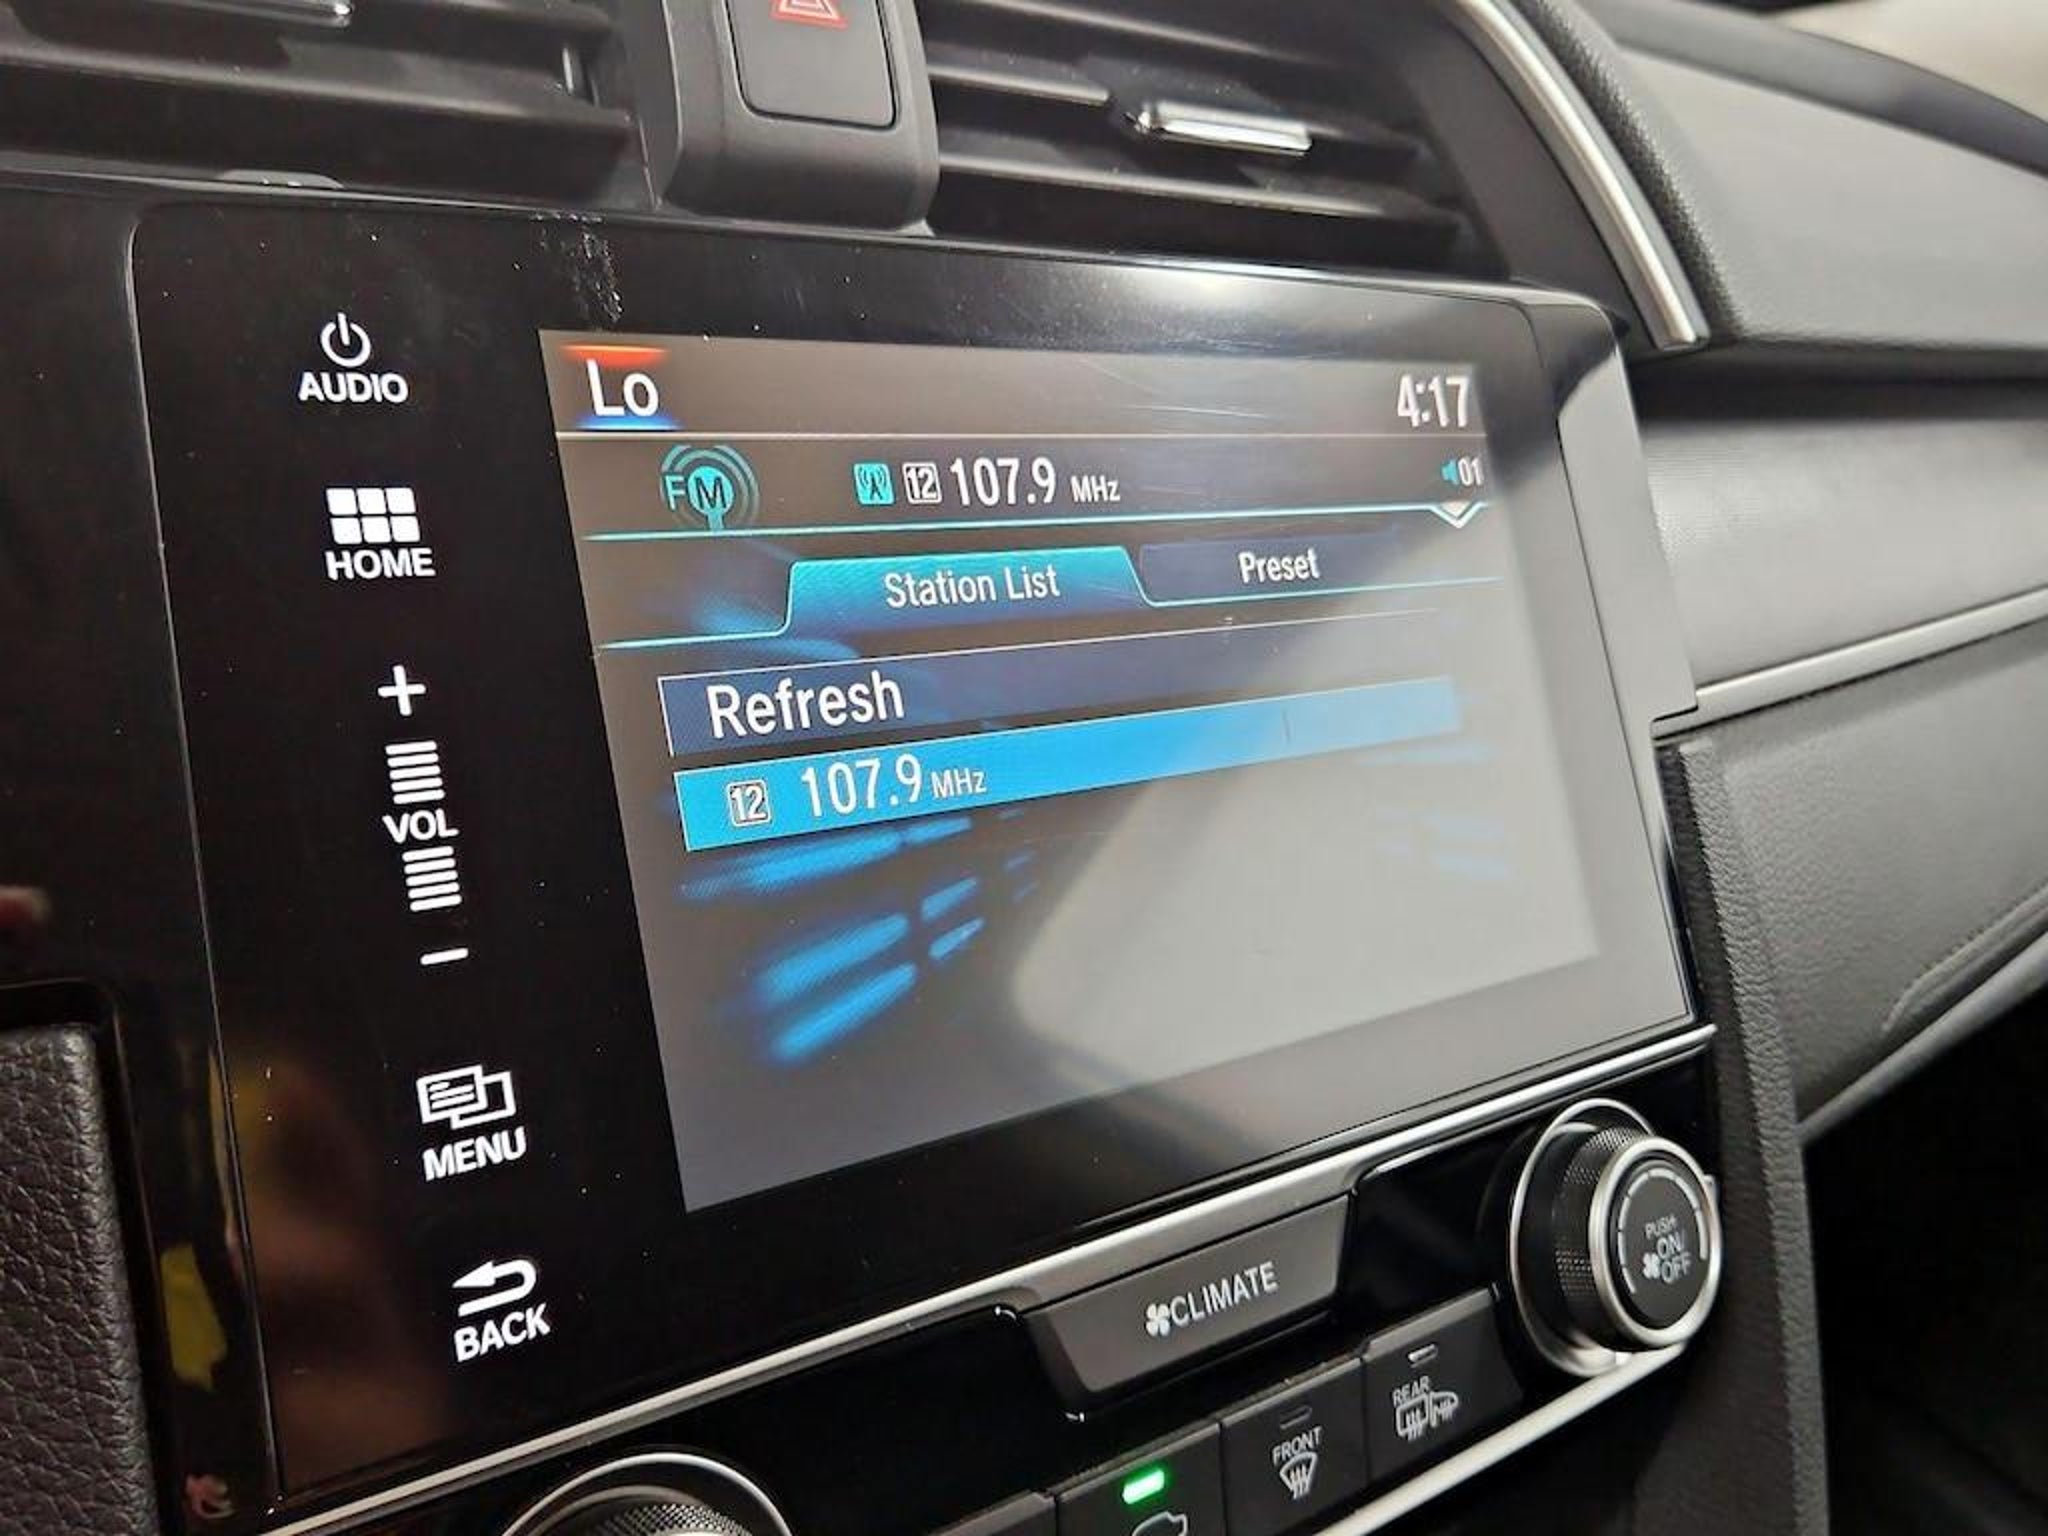 AUDIO
HOME
+
VOL
−
MENU
BACK
Lo
4:17
FM
12 107.9 MHz
01
Station List
Preset
Refresh
12 107.9 MHz
CLIMATE
PUSH
ON/
OFF
REAR
FRONT